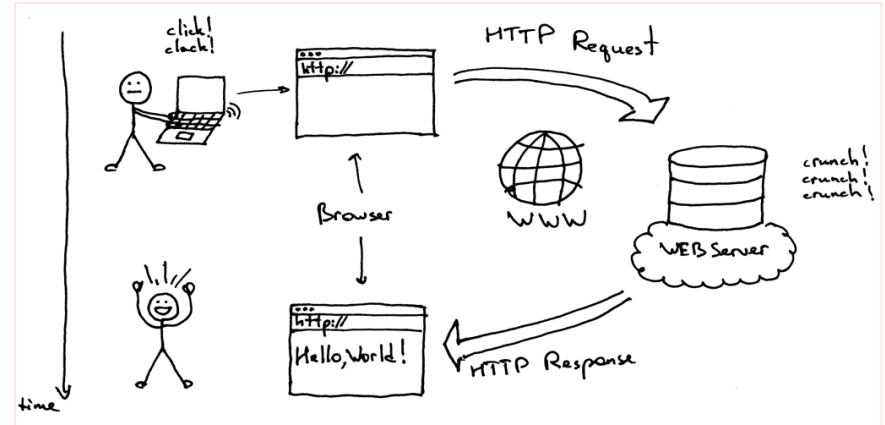 click!
clack!
http://
HTTP Request
crunch!
crunch!
crunch!
WWW
Browser
WEB Server
http://
Hello, World!
HTTP Response
time